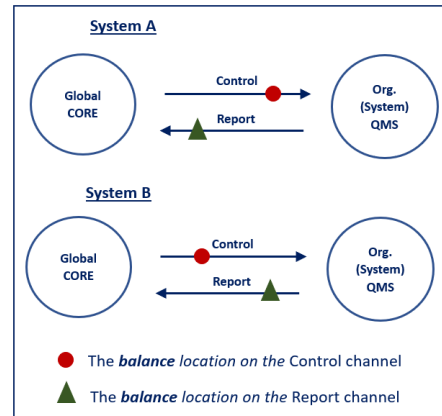 System A
Control
Global
CORE
Org.
(System)
QMS
Report
System B
Control
Global
CORE
Org.
(System)
QMS
Report
The balance location on the Control channel
The balance location on the Report channel